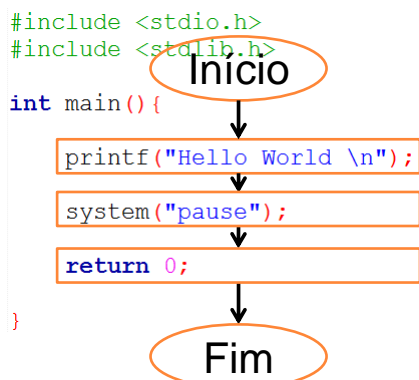 #include <stdio.h>
#include <stdlib.h>
Início
int main(){
printf("Hello World \n");
system("pause");
return 0;
}
Fim